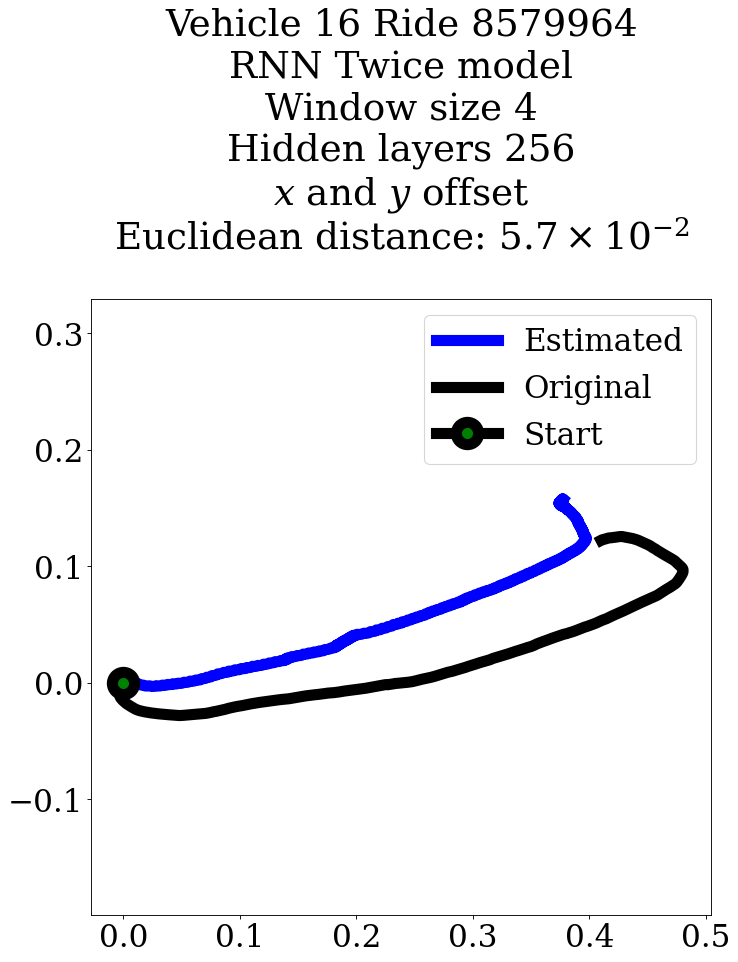 Vehicle 16 Ride 8579964
RNN Twice model
Window size 4
Hidden layers 256
x and y offset
Euclidean distance: 5.7 × 10⁻²
Estimated
Original
Start
0.3
0.2
0.1
0.0
−0.1
0.0 0.1 0.2 0.3 0.4 0.5